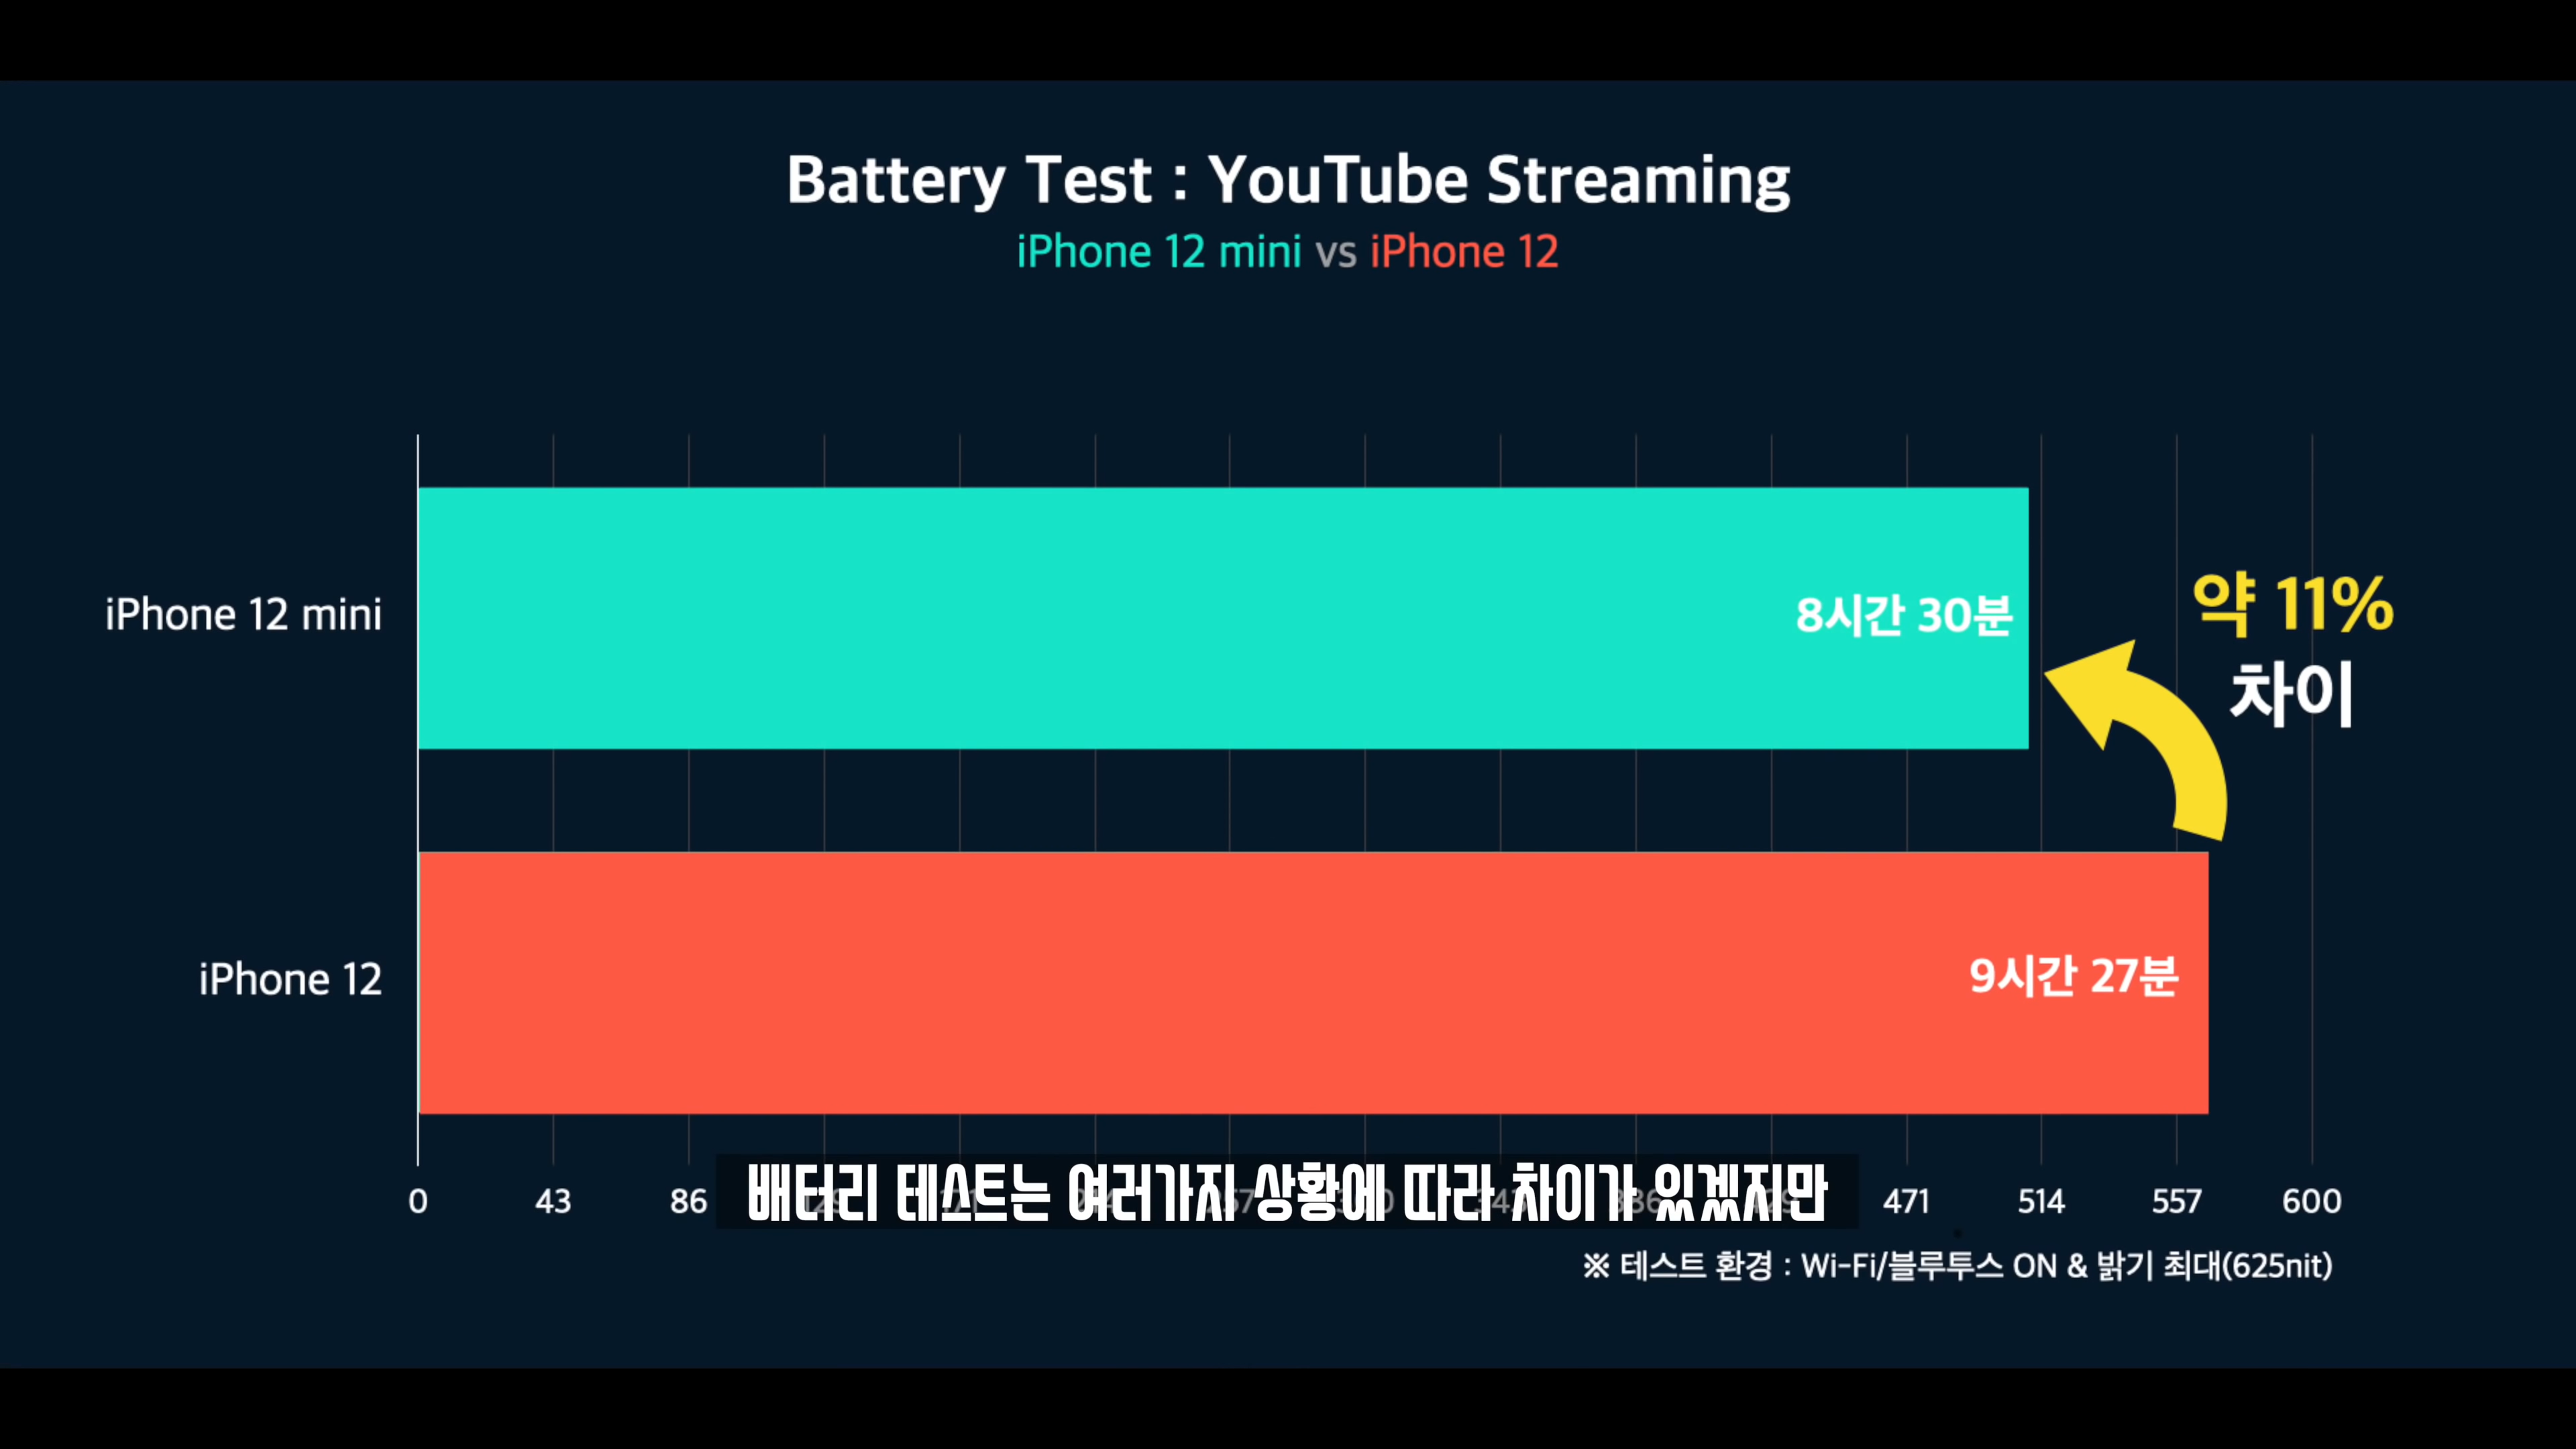 Battery Test : YouTube Streaming
iPhone 12 mini vs iPhone 12
iPhone 12 mini
8시간 30분
약 11%
차이
iPhone 12
9시간 27분
0 43 86 471 514 557 600
배터리 테스트는 여러가지 상황에 따라 차이가 있겠지만
※ 테스트 환경 : Wi-Fi/블루투스 ON & 밝기 최대(625nit)